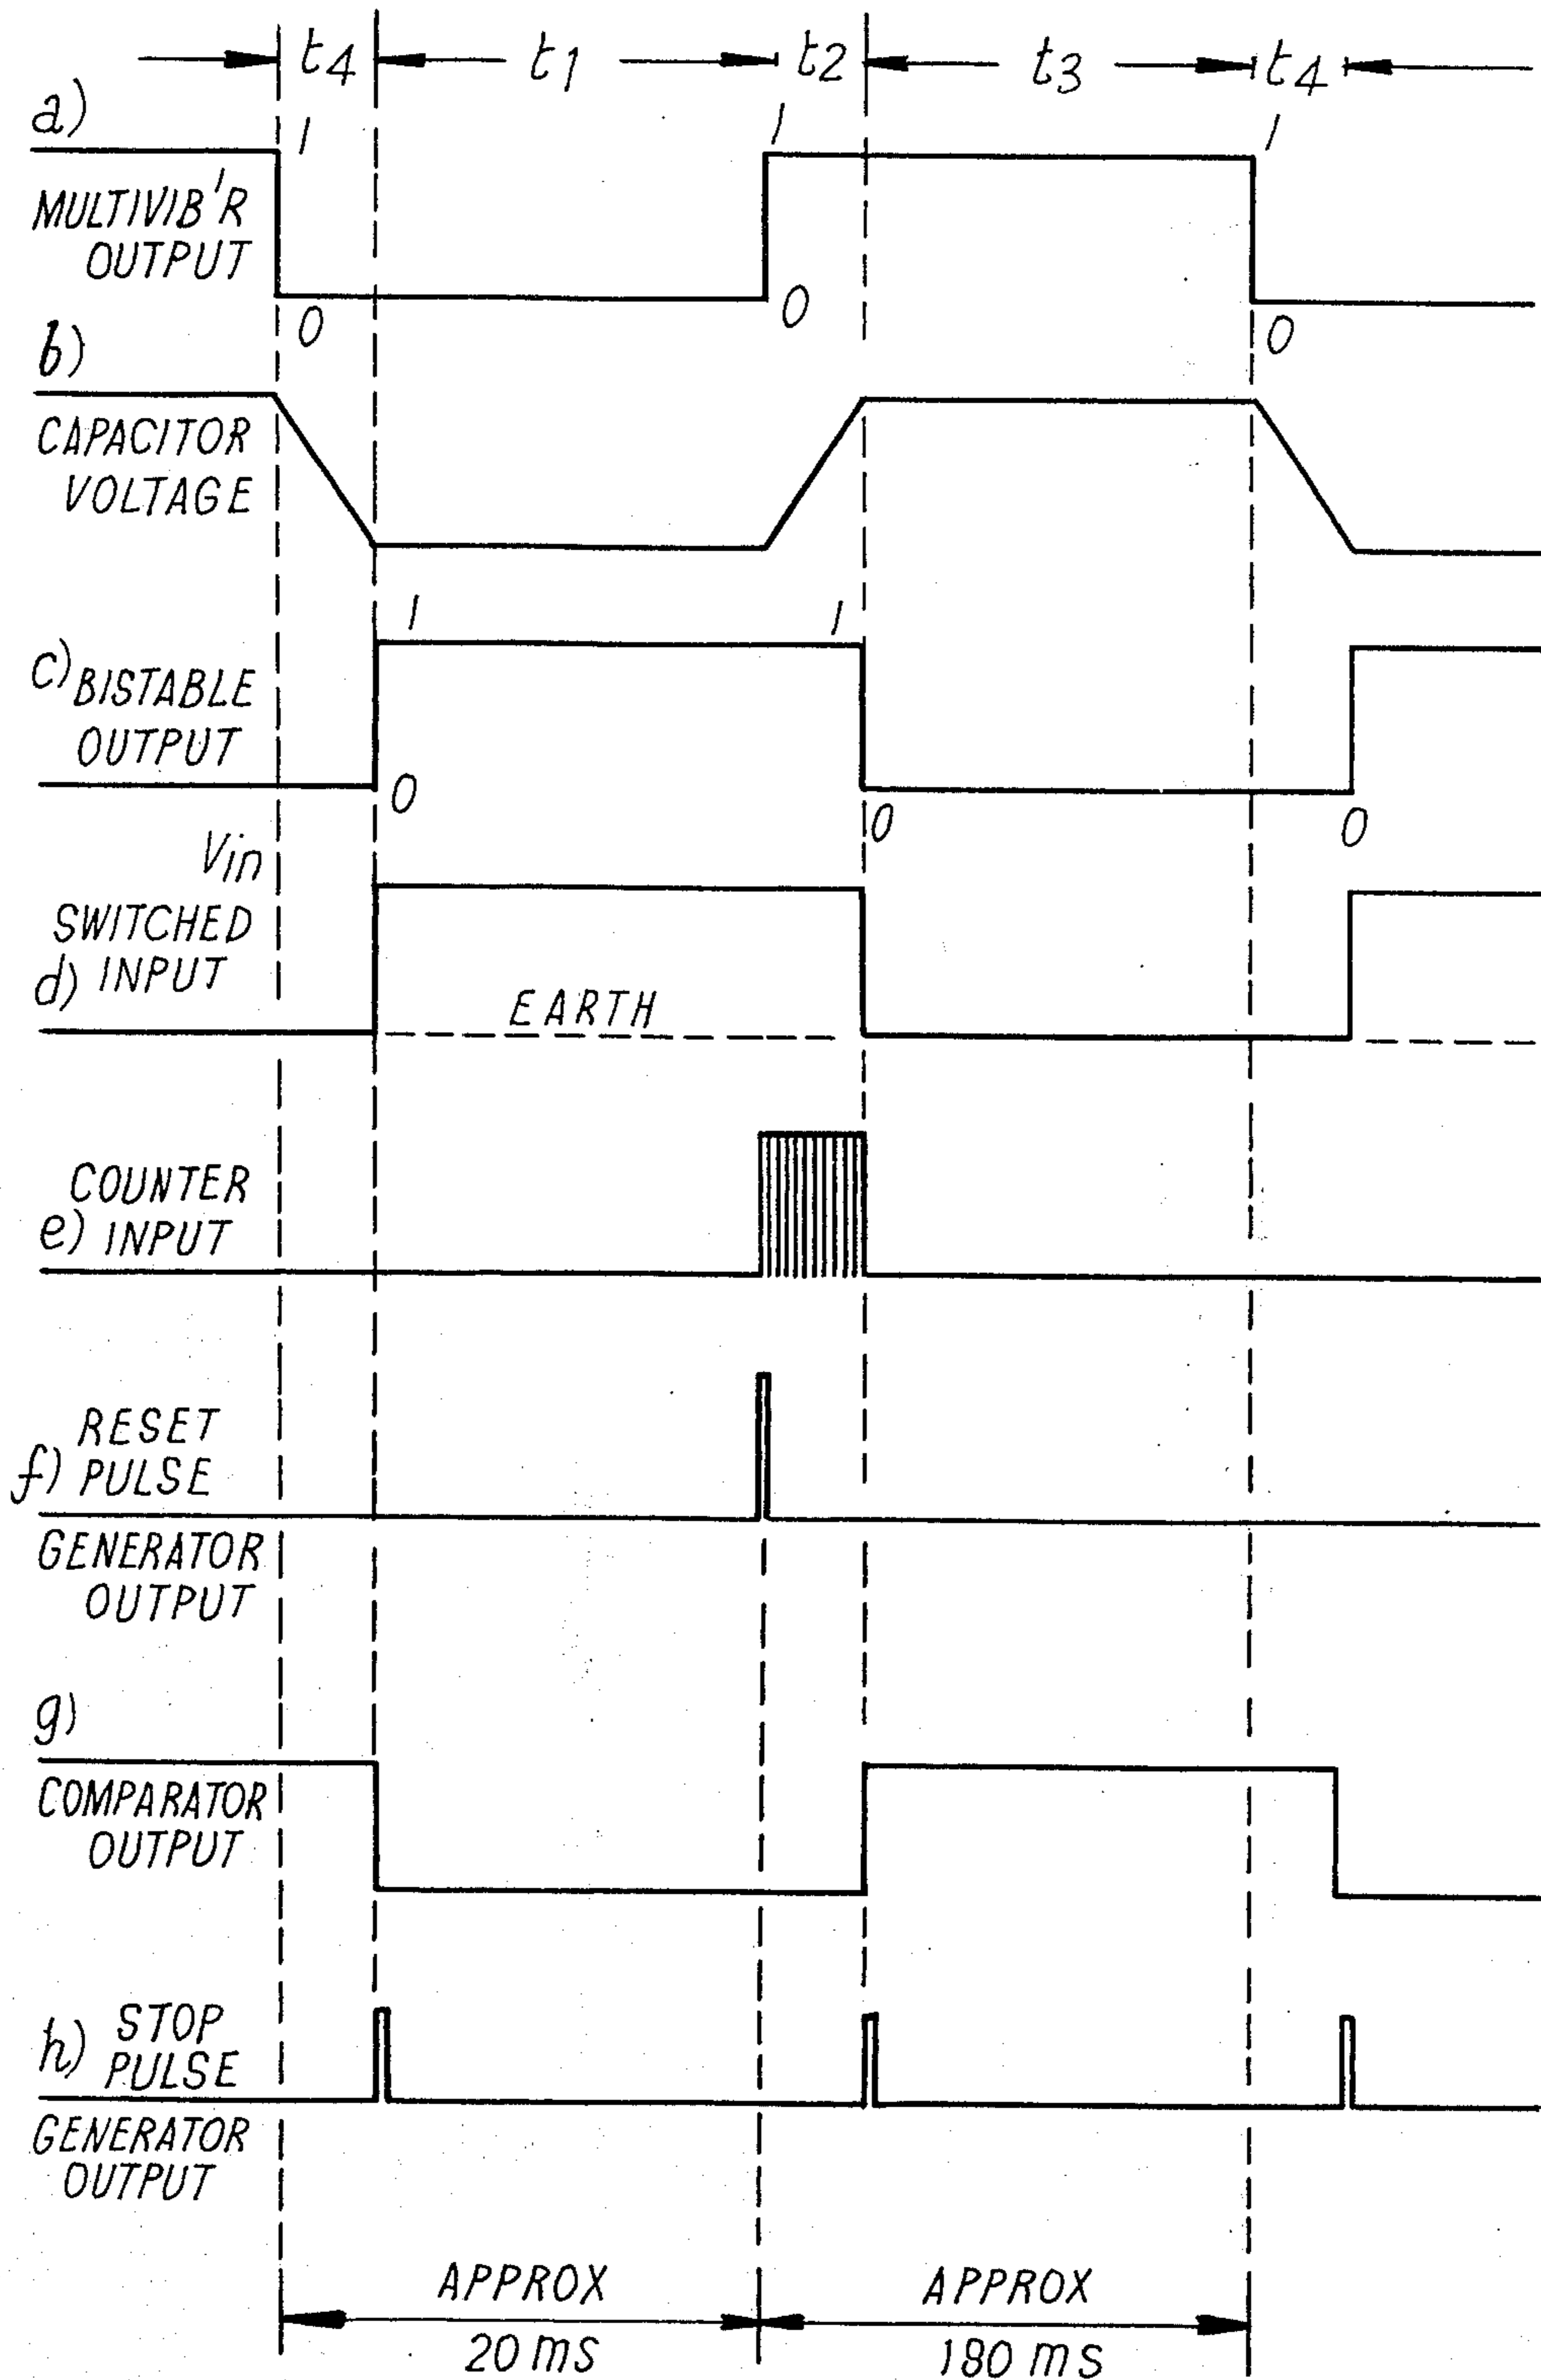 t4 t1 t2 t3 t4
a)
1 1 1
MULTIVIB'R
OUTPUT
0 0 0
b)
CAPACITOR
VOLTAGE
1 1
c) BISTABLE
OUTPUT
0 0 0
Vin
SWITCHED
d) INPUT
EARTH
COUNTER
e) INPUT
RESET
f) PULSE
GENERATOR
OUTPUT
g)
COMPARATOR
OUTPUT
h) STOP
PULSE
GENERATOR
OUTPUT
APPROX APPROX
20 ms 180 ms